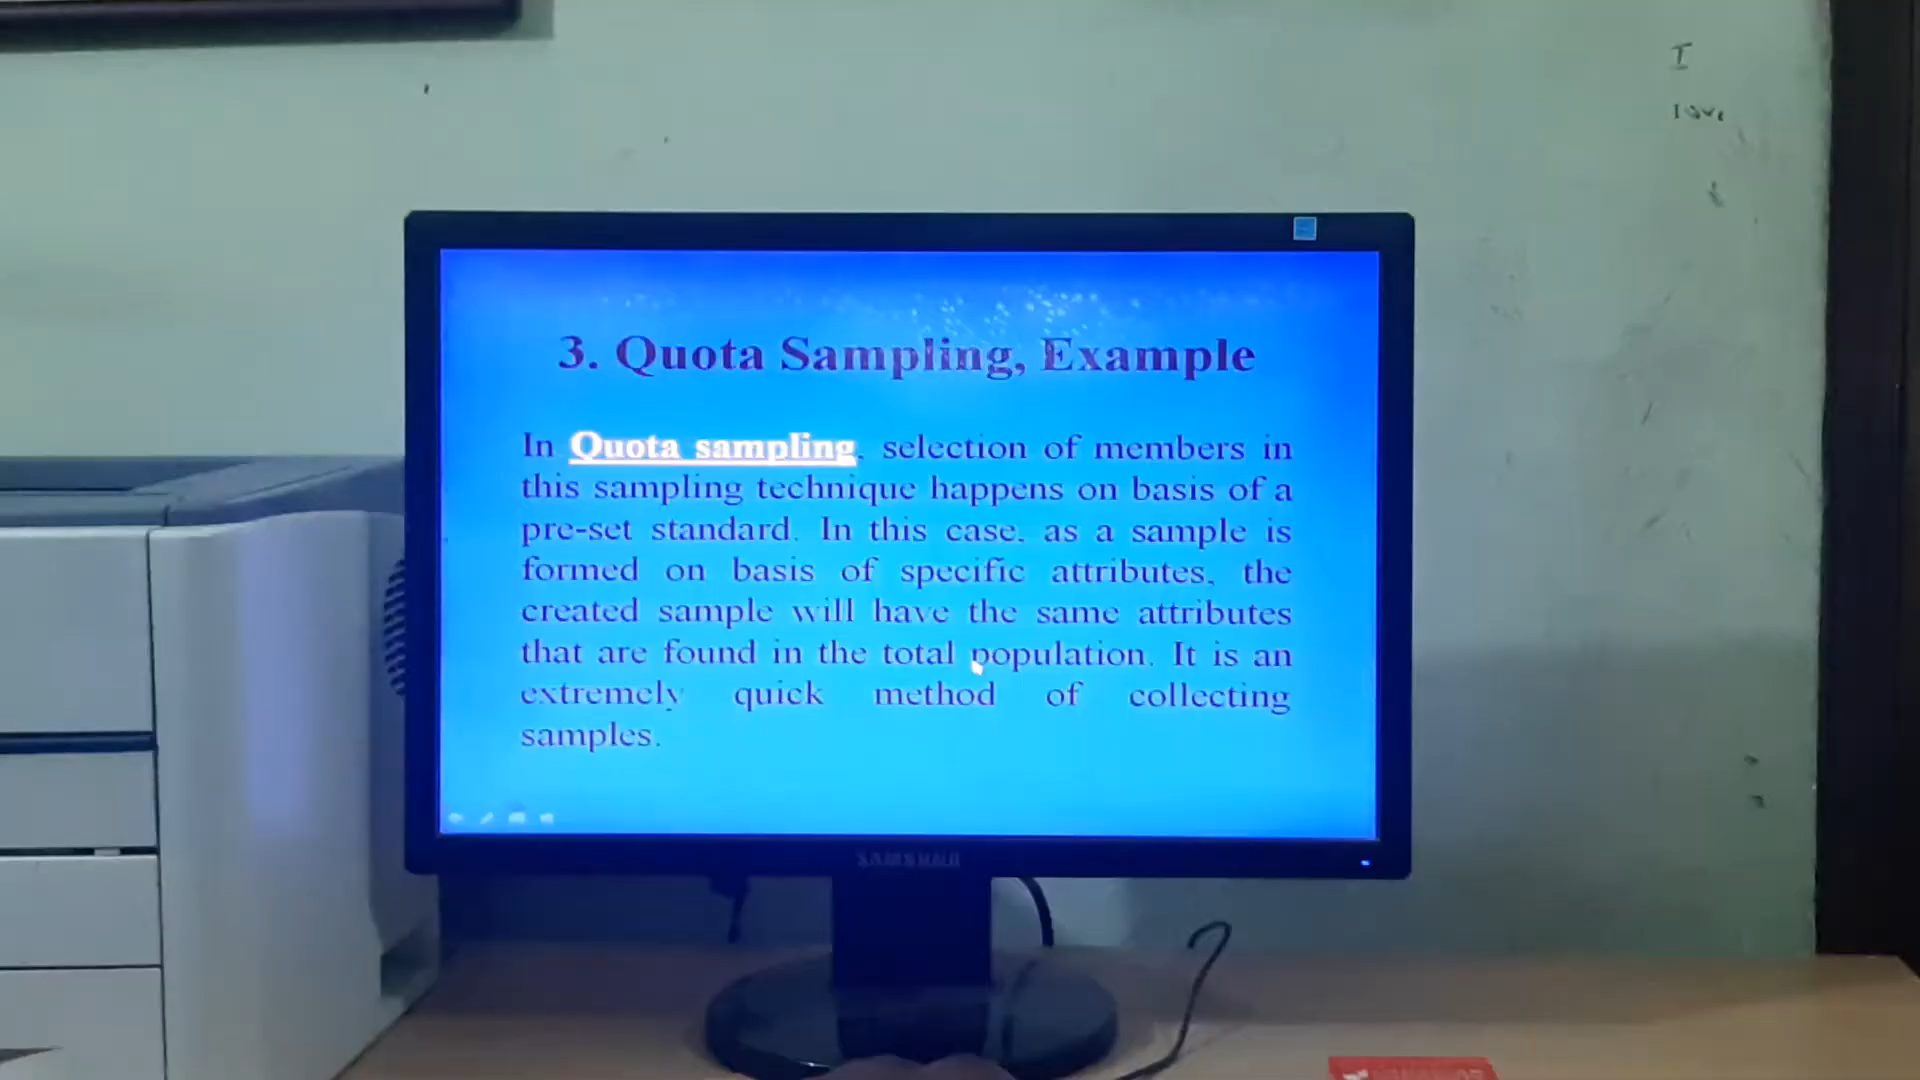 I
love
3. Quota Sampling, Example
In Quota sampling, selection of members in
this sampling technique happens on basis of a
pre-set standard. In this case, as a sample is
formed on basis of specific attributes, the
created sample will have the same attributes
that are found in the total population. It is an
extremely quick method of collecting
samples.
SAMSUNG